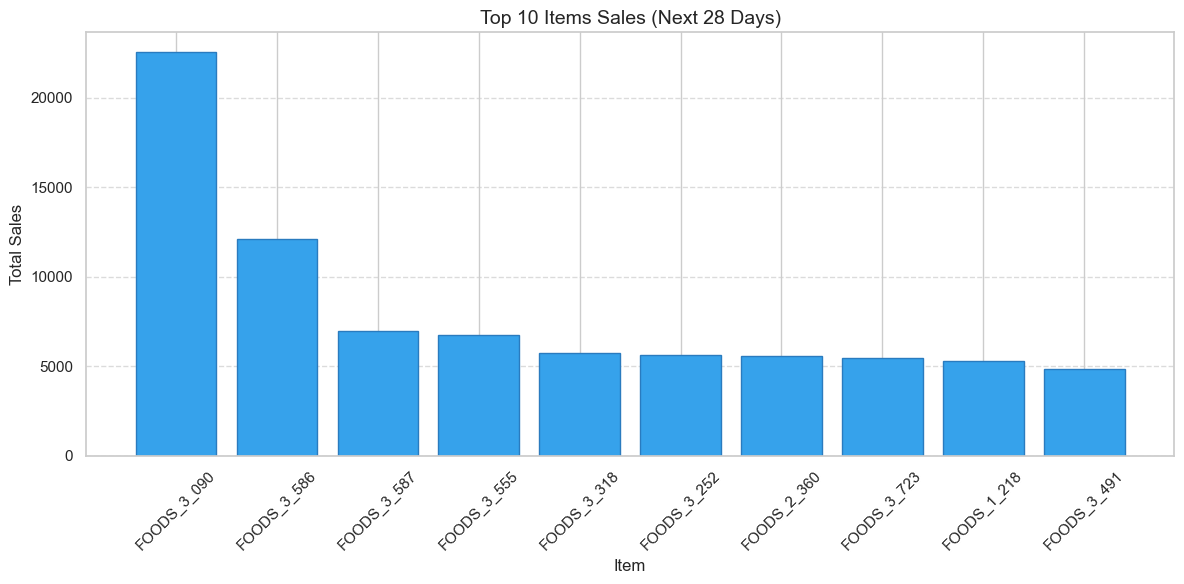 Top 10 Items Sales (Next 28 Days)
Total Sales
20000
15000
10000
5000
0
FOODS_3_090
FOODS_3_586
FOODS_3_587
FOODS_3_555
FOODS_3_318
FOODS_3_252
FOODS_2_360
FOODS_3_723
FOODS_1_218
FOODS_3_491
Item